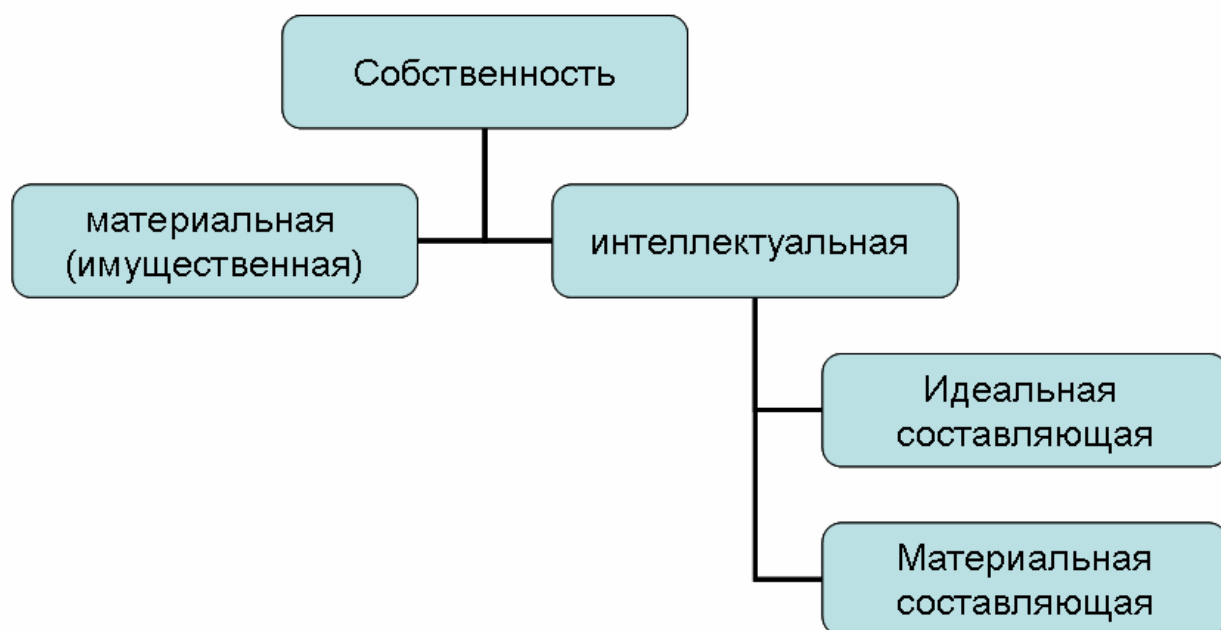 Собственность
материальная
(имущественная)
интеллектуальная
Идеальная
составляющая
Материальная
составляющая